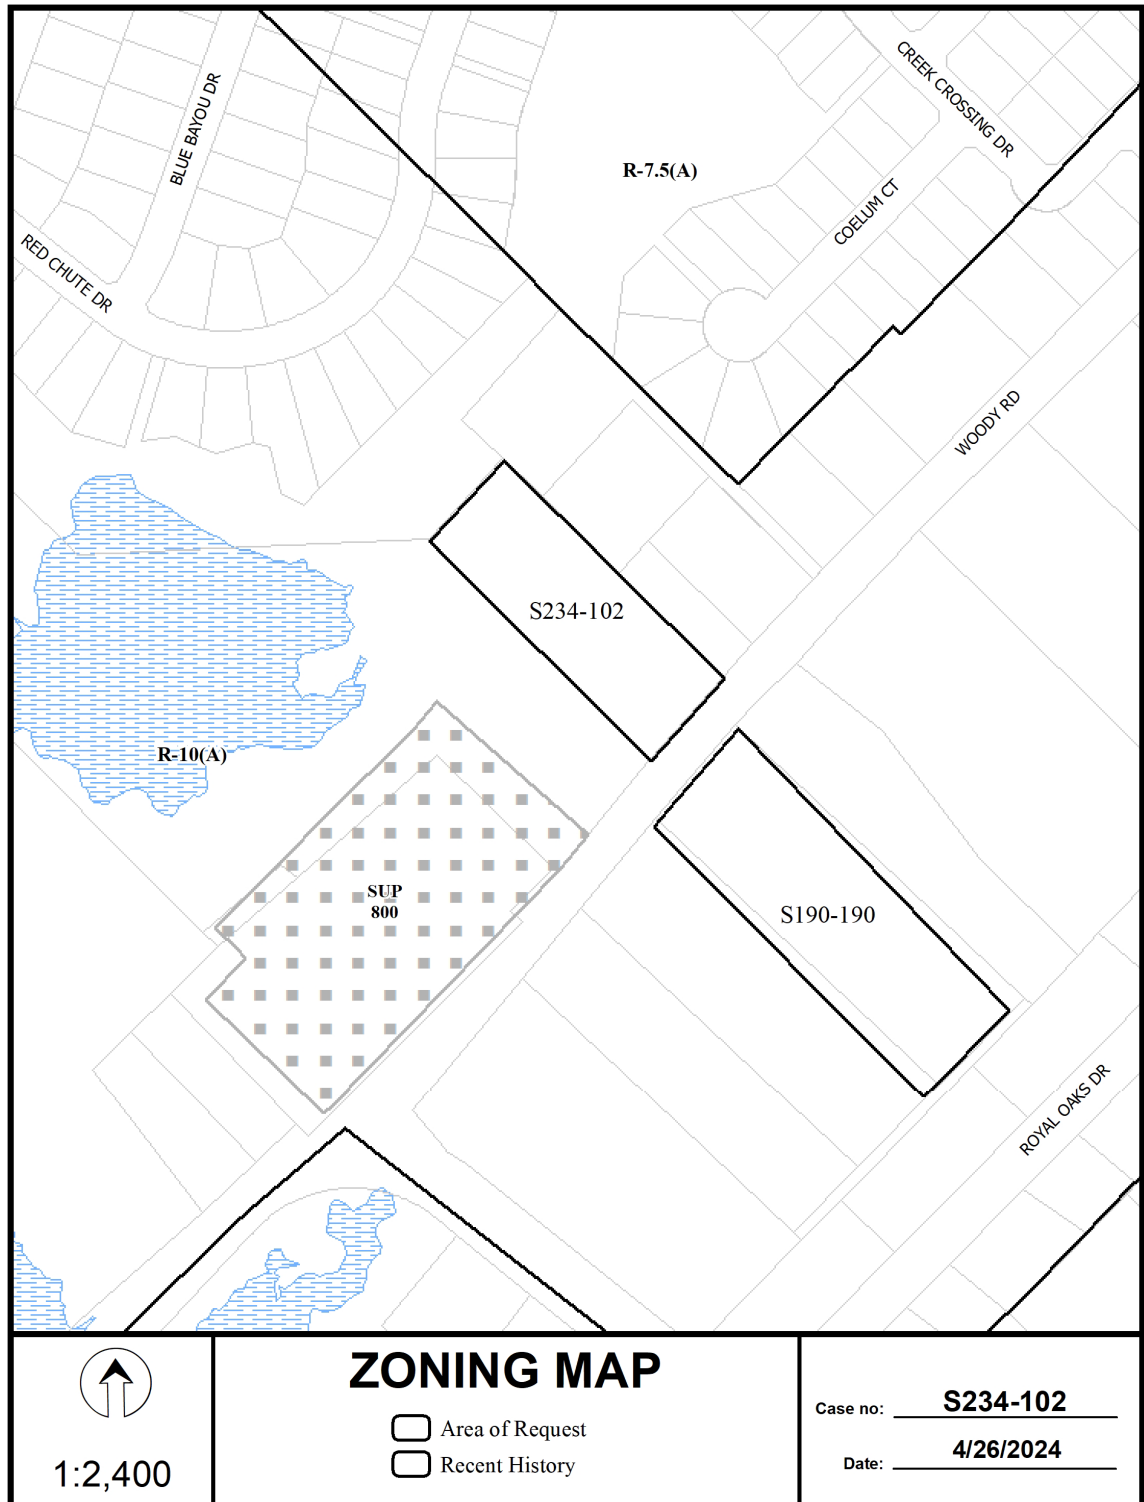 CREEK CROSSING DR
BLUE BAYOU DR
R-7.5(A)
COELUM CT
RED CHUTE DR
WOODY RD
S234-102
R-10(A)
SUP
800
S190-190
ROYAL OAKS DR
1:2,400
ZONING MAP
Area of Request
Recent History
Case no: S234-102
Date: 4/26/2024